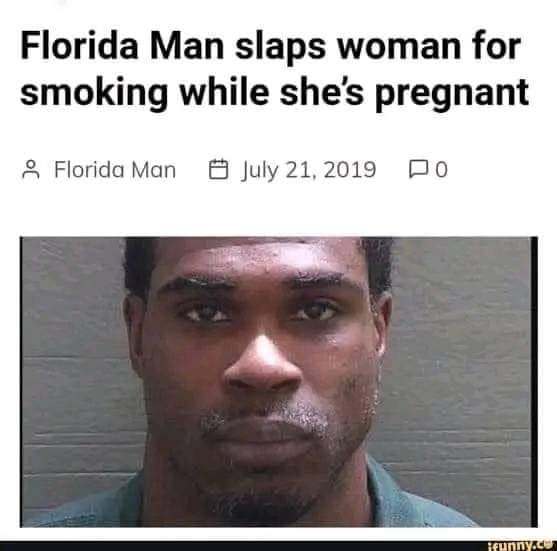 Florida Man slaps woman for
smoking while she's pregnant
Florida Man July 21, 2019 0
ifunny.co